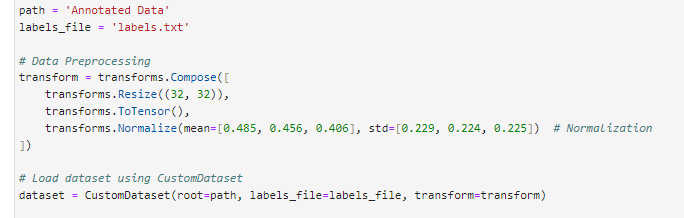 path = 'Annotated Data'
labels_file = 'labels.txt'
# Data Preprocessing
transform = transforms.Compose([
    transforms.Resize((32, 32)),
    transforms.ToTensor(),
    transforms.Normalize(mean=[0.485, 0.456, 0.406], std=[0.229, 0.224, 0.225])  # Normalization
])
# Load dataset using CustomDataset
dataset = CustomDataset(root=path, labels_file=labels_file, transform=transform)